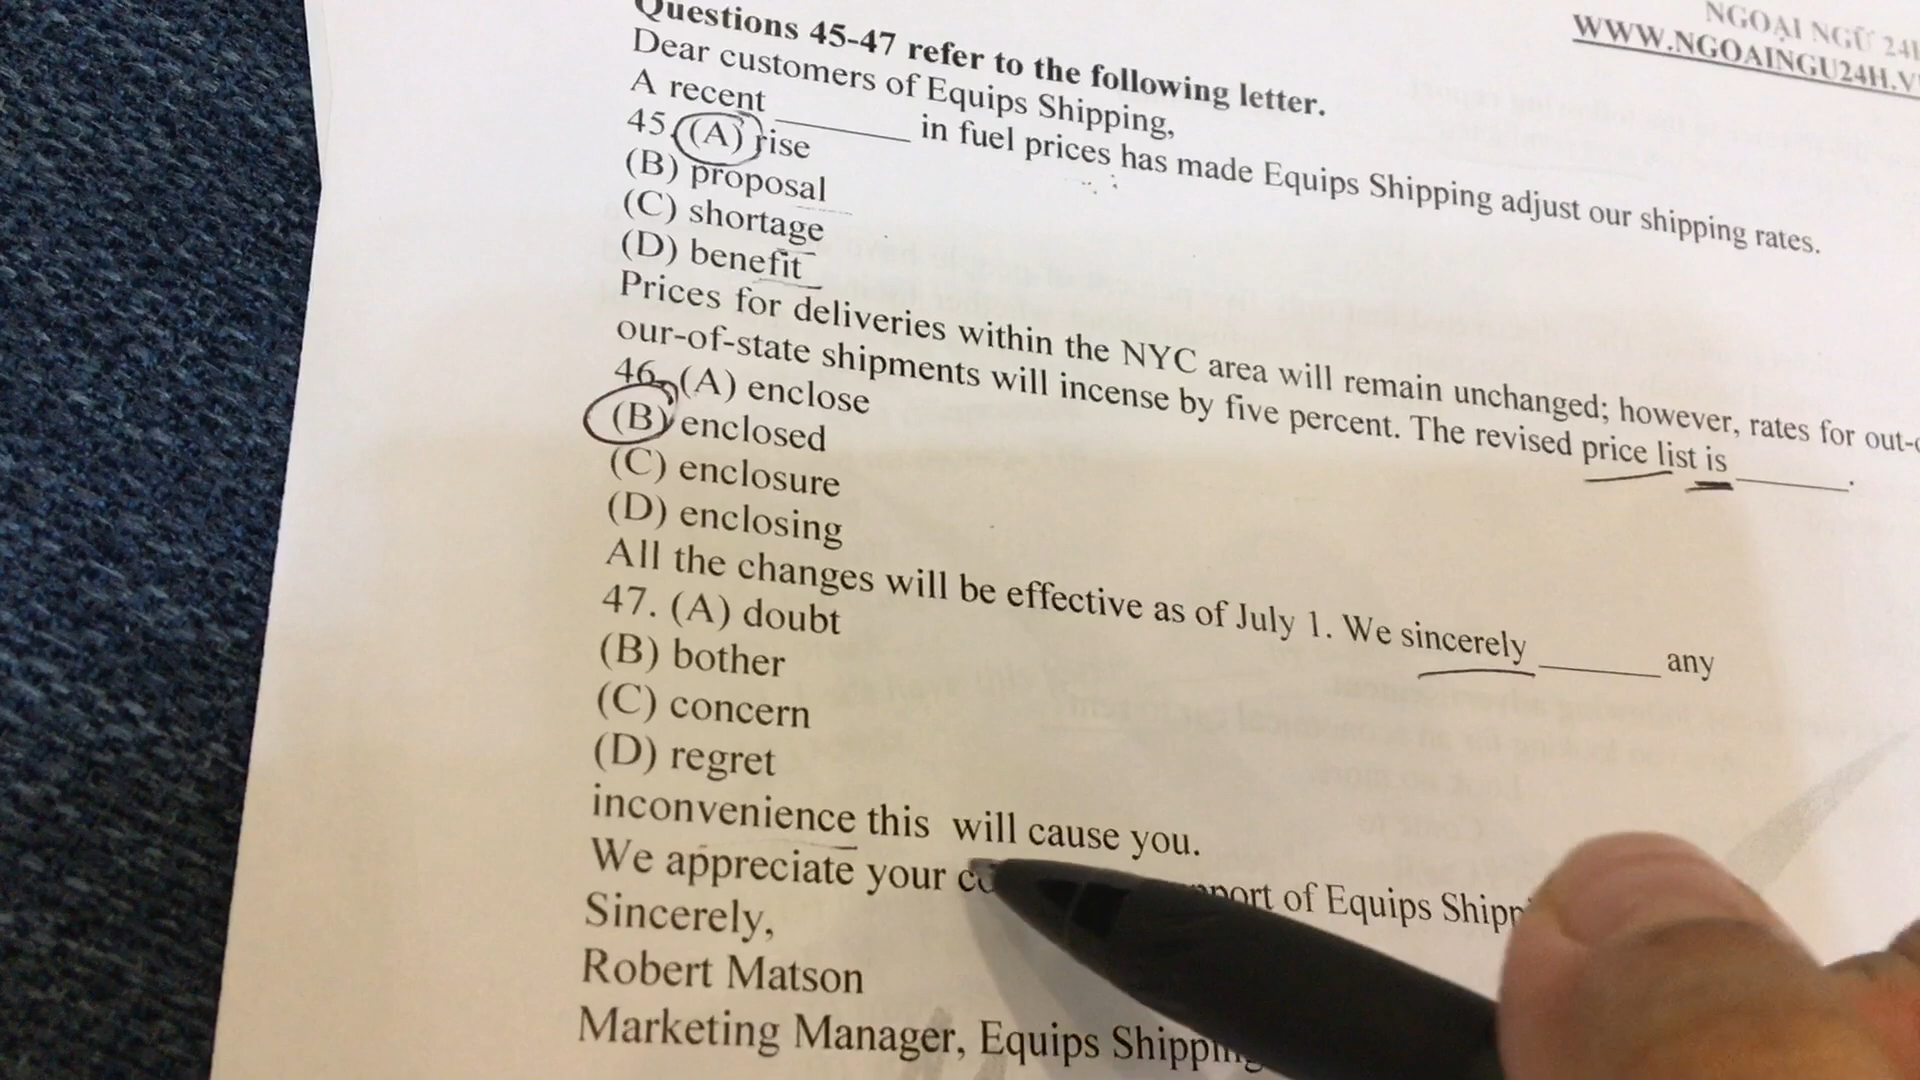 NGOẠI NGỮ 24H
WWW.NGOAINGU24H.VN
Questions 45-47 refer to the following letter.
Dear customers of Equips Shipping,
A recent ______ in fuel prices has made Equips Shipping adjust our shipping rates.
45. (A) rise
(B) proposal
(C) shortage
(D) benefit
Prices for deliveries within the NYC area will remain unchanged; however, rates for out-
our-of-state shipments will incense by five percent. The revised price list is ______.
46. (A) enclose
(B) enclosed
(C) enclosure
(D) enclosing
All the changes will be effective as of July 1. We sincerely ______ any
47. (A) doubt
(B) bother
(C) concern
(D) regret
inconvenience this will cause you.
We appreciate your of Equips
Sincerely,
Robert Matson
Marketing Manager, Equips Shipping